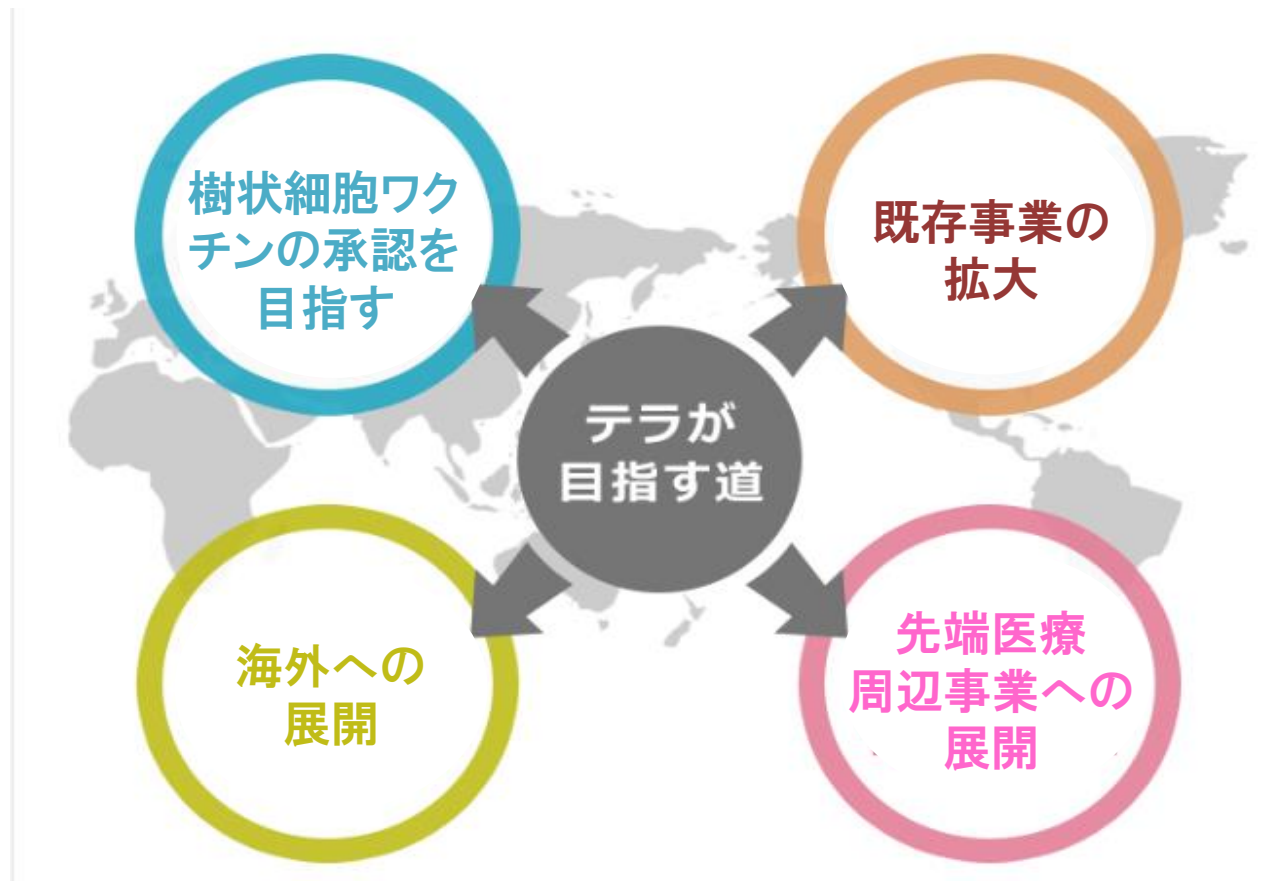 樹状細胞ワク
チンの承認を
目指す
既存事業の
拡大
テラが
目指す道
海外への
展開
先端医療
周辺事業への
展開